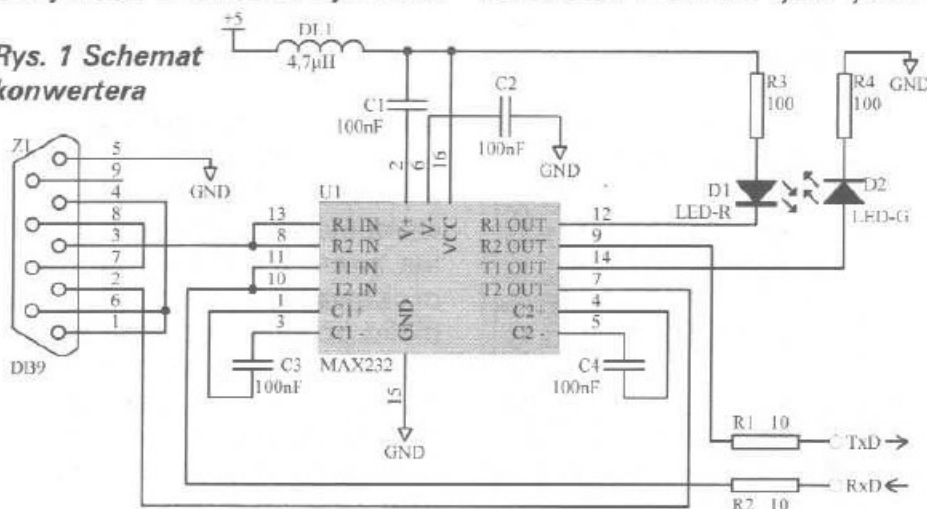 Rys. 1 Schemat
konwertera
+5
DL1
4,7µH
C1
100nF
C2
100nF
GND
2
6
16
R3
100
R4
100
GND
D1
LED-R
D2
LED-G
Z1
5
9
4
8
3
7
2
6
1
DB9
GND
U1
13 R1 IN
8 R2 IN
11 T1 IN
10 T2 IN
1 C1+
3 C1 -
V+
V-
VCC
GND
R1 OUT 12
R2 OUT 9
T1 OUT 14
T2 OUT 7
C2+ 4
C2 - 5
MAX232
C3
100nF
15
GND
C4
100nF
R1 10
TxD
RxD
R2 10